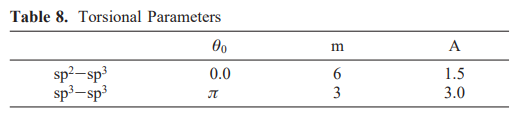 Table 8. Torsional Parameters
θ₀ m A
sp²−sp³ 0.0 6 1.5
sp³−sp³ π 3 3.0